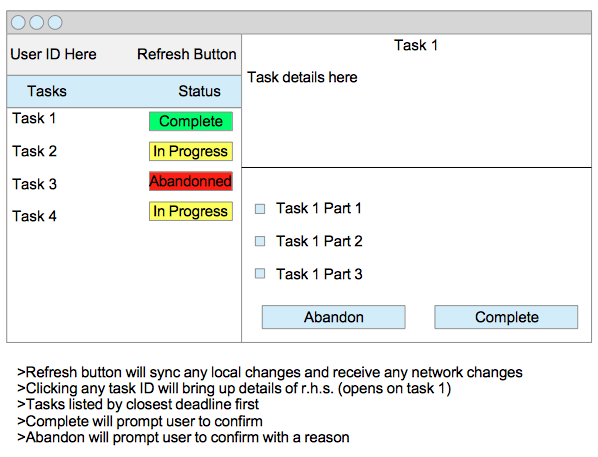 User ID Here
Refresh Button
Tasks
Status
Task 1
Complete
Task 2
In Progress
Task 3
Abandonned
Task 4
In Progress
Task 1
Task details here
Task 1 Part 1
Task 1 Part 2
Task 1 Part 3
Abandon
Complete
>Refresh button will sync any local changes and receive any network changes
>Clicking any task ID will bring up details of r.h.s. (opens on task 1)
>Tasks listed by closest deadline first
>Complete will prompt user to confirm
>Abandon will prompt user to confirm with a reason